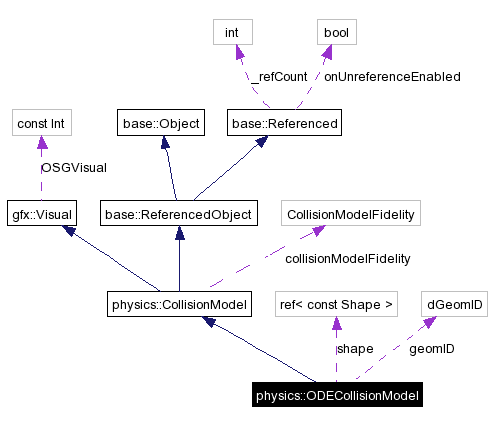 int
bool
_refCount
onUnreferenceEnabled
const Int
base::Object
base::Referenced
OSGVisual
gfx::Visual
base::ReferencedObject
CollisionModelFidelity
collisionModelFidelity
physics::CollisionModel
ref< const Shape >
dGeomID
shape
geomID
physics::ODECollisionModel